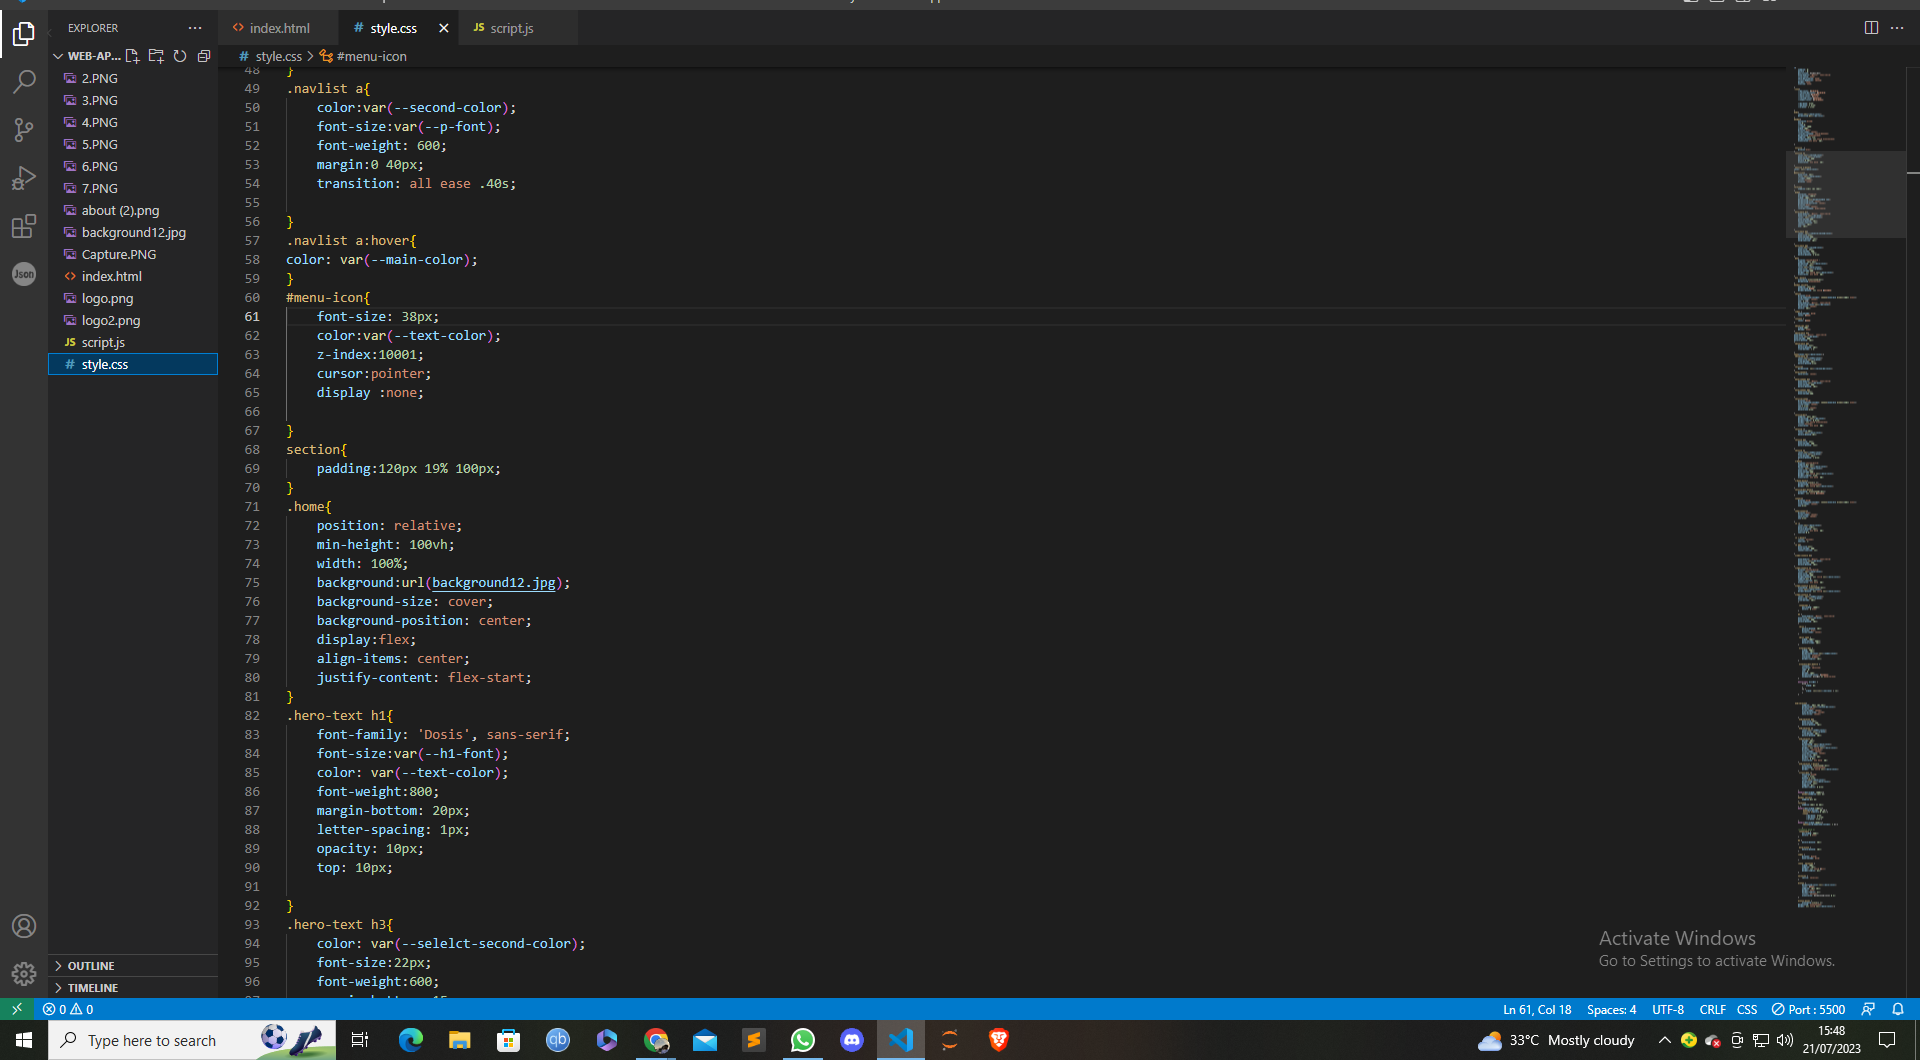 EXPLORER
index.html
style.css
JS script.js
WEB-AP...
# style.css > #menu-icon
2.PNG
3.PNG
4.PNG
5.PNG
6.PNG
7.PNG
about (2).png
background12.jpg
Capture.PNG
index.html
logo.png
logo2.png
JS script.js
# style.css
OUTLINE
TIMELINE
Json
48 }
49 .navlist a{
50 color:var(--second-color);
51 font-size:var(--p-font);
52 font-weight: 600;
53 margin:0 40px;
54 transition: all ease .40s;
55
56 }
57 .navlist a:hover{
58 color: var(--main-color);
59 }
60 #menu-icon{
61 font-size: 38px;
62 color:var(--text-color);
63 z-index:10001;
64 cursor:pointer;
65 display :none;
66
67 }
68 section{
69 padding:120px 19% 100px;
70 }
71 .home{
72 position: relative;
73 min-height: 100vh;
74 width: 100%;
75 background:url(background12.jpg);
76 background-size: cover;
77 background-position: center;
78 display:flex;
79 align-items: center;
80 justify-content: flex-start;
81 }
82 .hero-text h1{
83 font-family: 'Dosis', sans-serif;
84 font-size:var(--h1-font);
85 color: var(--text-color);
86 font-weight:800;
87 margin-bottom: 20px;
88 letter-spacing: 1px;
89 opacity: 10px;
90 top: 10px;
91
92 }
93 .hero-text h3{
94 color: var(--selelct-second-color);
95 font-size:22px;
96 font-weight:600;
Activate Windows
Go to Settings to activate Windows.
0 0
Ln 61, Col 18 Spaces: 4 UTF-8 CRLF CSS Port : 5500
Type here to search
qb
33°C Mostly cloudy
15:48
21/07/2023